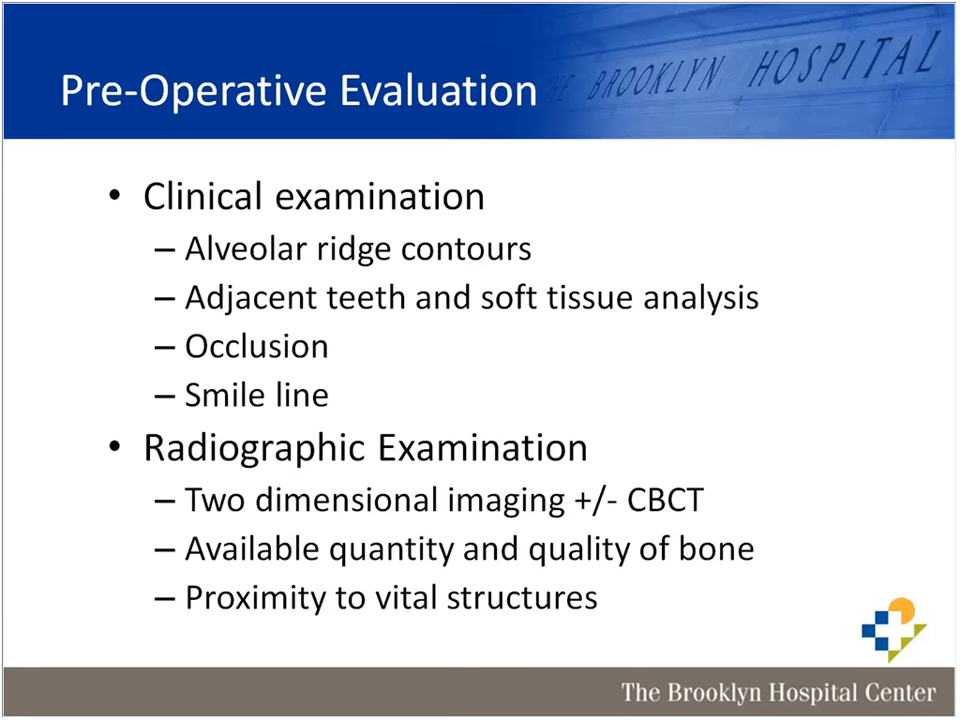 THE BROOKLYN HOSPITAL
Pre-Operative Evaluation
• Clinical examination
– Alveolar ridge contours
– Adjacent teeth and soft tissue analysis
– Occlusion
– Smile line
• Radiographic Examination
– Two dimensional imaging +/- CBCT
– Available quantity and quality of bone
– Proximity to vital structures
The Brooklyn Hospital Center